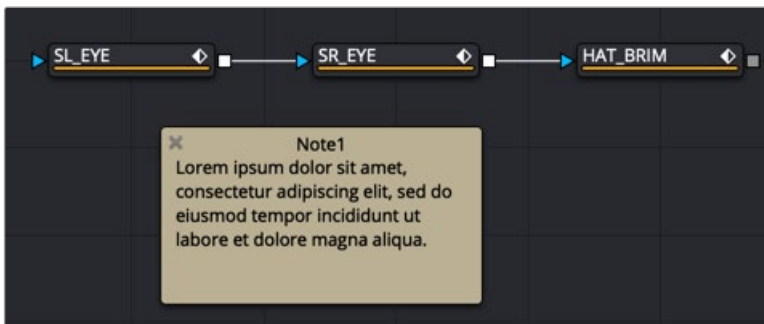 SL_EYE
SR_EYE
HAT_BRIM
Note1
Lorem ipsum dolor sit amet,
consectetur adipiscing elit, sed do
eiusmod tempor incididunt ut
labore et dolore magna aliqua.